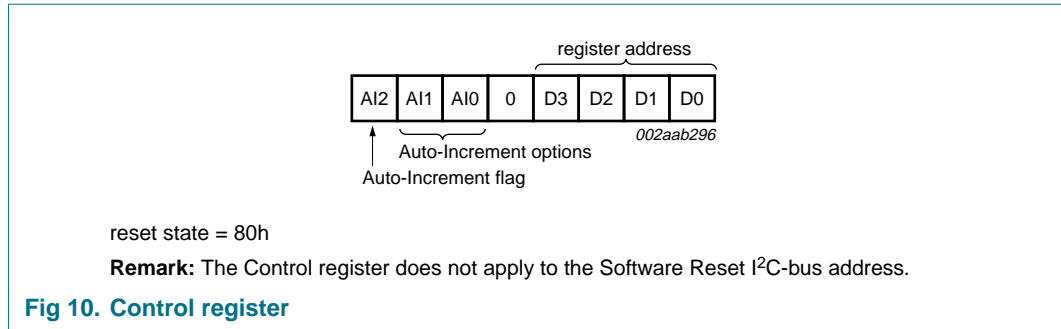 register address
AI2 AI1 AI0 0 D3 D2 D1 D0
002aab296
Auto-Increment options
Auto-Increment flag
reset state = 80h
Remark: The Control register does not apply to the Software Reset I²C-bus address.
Fig 10. Control register